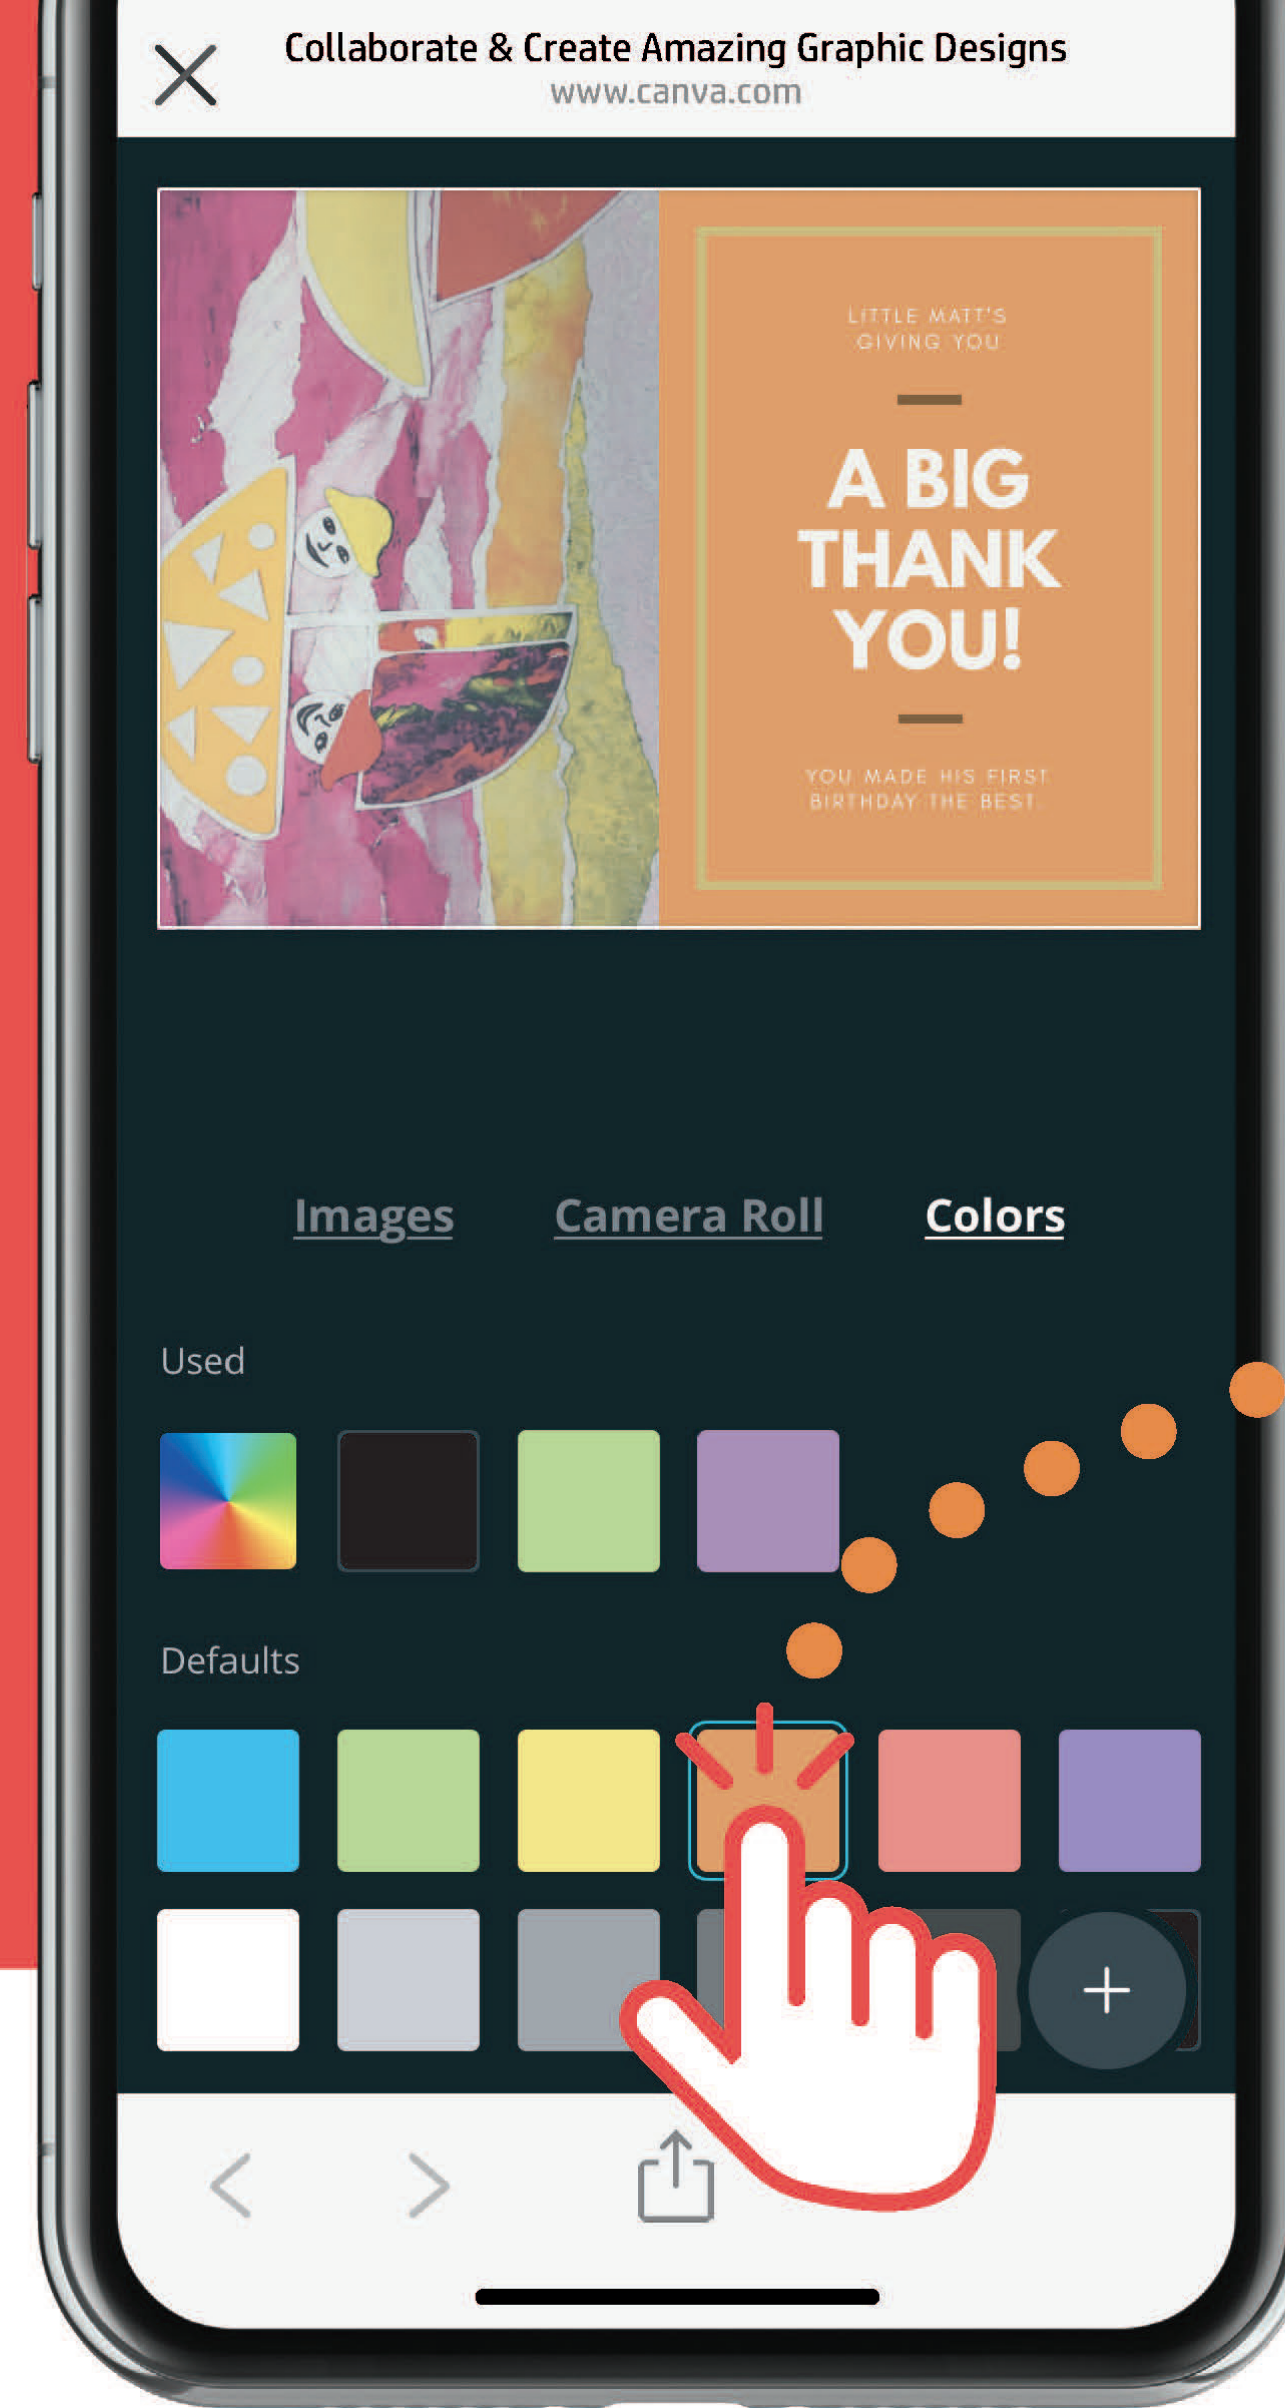 Collaborate & Create Amazing Graphic Designs
www.canva.com
LITTLE MATT'S
GIVING YOU
A BIG
THANK
YOU!
YOU MADE HIS FIRST
BIRTHDAY THE BEST.
Images Camera Roll Colors
Used
Defaults